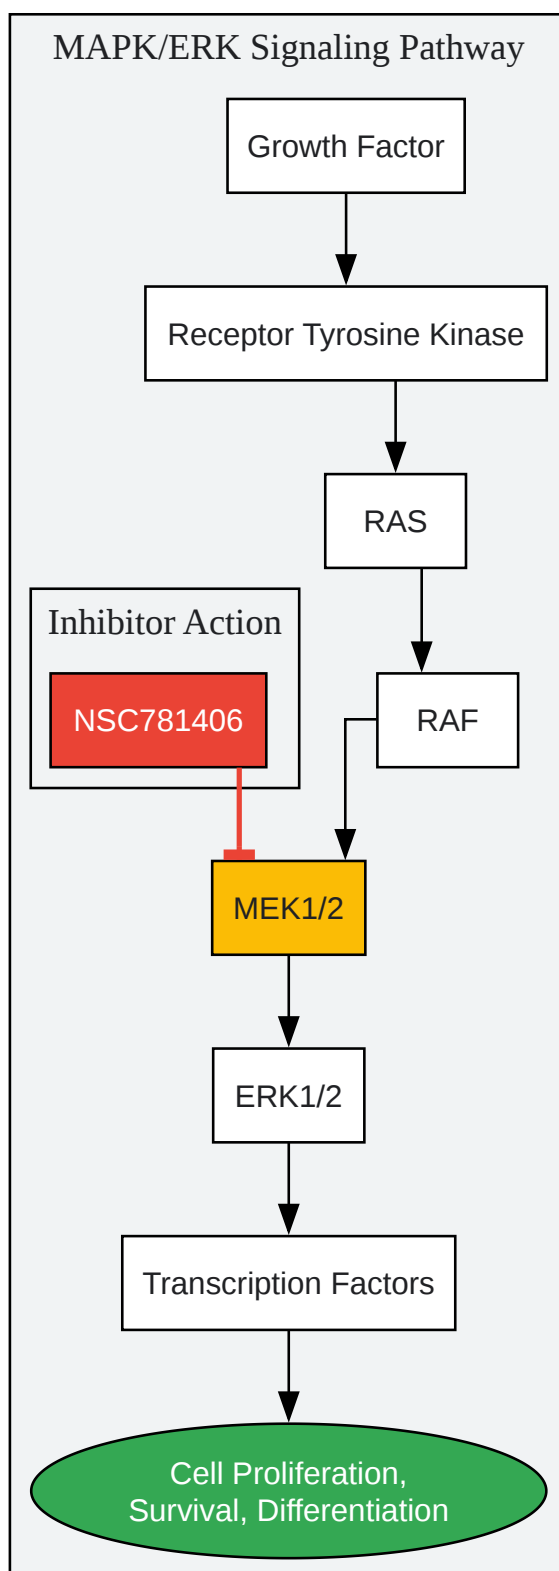 MAPK/ERK Signaling Pathway
Growth Factor
Receptor Tyrosine Kinase
RAS
Inhibitor Action
NSC781406
RAF
MEK1/2
ERK1/2
Transcription Factors
Cell Proliferation,
Survival, Differentiation